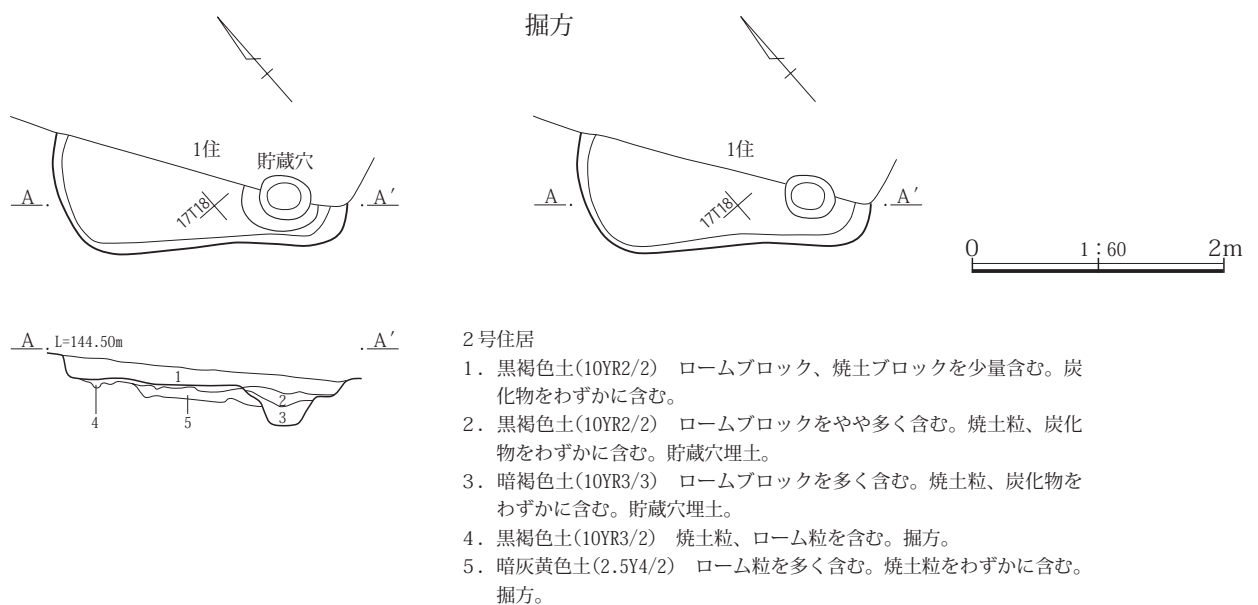 掘方
1住
貯蔵穴
A . . A′
17T18
1住
A . . A′
17T18
0 1：60 2m
A . L=144.50m . A′
1
2
3
4 5
２号住居
１．黒褐色土(10YR2/2)　ロームブロック、焼土ブロックを少量含む。炭
化物をわずかに含む。
２．黒褐色土(10YR2/2)　ロームブロックをやや多く含む。焼土粒、炭化
物をわずかに含む。貯蔵穴埋土。
３．暗褐色土(10YR3/3)　ロームブロックを多く含む。焼土粒、炭化物を
わずかに含む。貯蔵穴埋土。
４．黒褐色土(10YR3/2)　焼土粒、ローム粒を含む。掘方。
５．暗灰黄色土(2.5Y4/2)　ローム粒を多く含む。焼土粒をわずかに含む。
掘方。